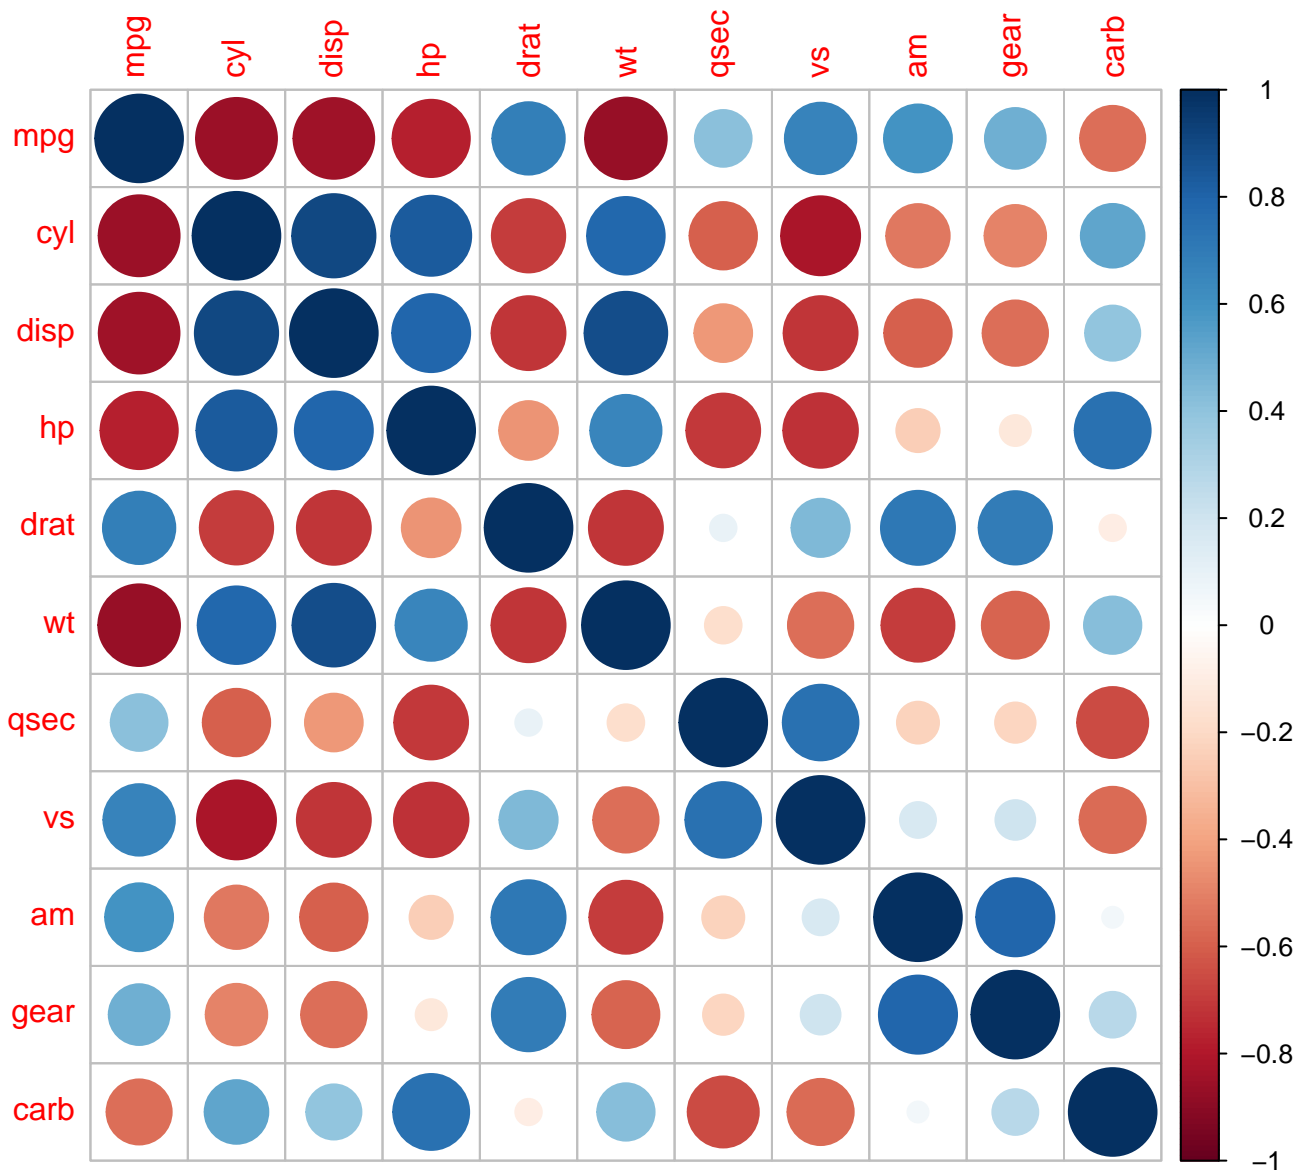 mpg cyl disp hp drat wt qsec vs am gear carb
mpg
cyl
disp
hp
drat
wt
qsec
vs
am
gear
carb
1
0.8
0.6
0.4
0.2
0
−0.2
−0.4
−0.6
−0.8
−1